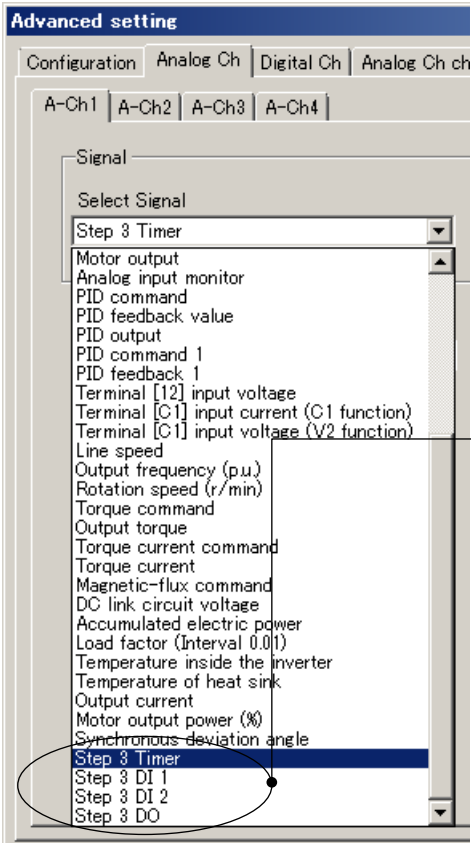 Advanced setting
Configuration Analog Ch Digital Ch Analog Ch ch
A-Ch1 A-Ch2 A-Ch3 A-Ch4
Signal
Select Signal
Step 3 Timer
Motor output
Analog input monitor
PID command
PID feedback value
PID output
PID command 1
PID feedback 1
Terminal [12] input voltage
Terminal [C1] input current (C1 function)
Terminal [C1] input voltage (V2 function)
Line speed
Output frequency (p.u.)
Rotation speed (r/min)
Torque command
Output torque
Torque current command
Torque current
Magnetic-flux command
DC link circuit voltage
Accumulated electric power
Load factor (Interval 0.01)
Temperature inside the inverter
Temperature of heat sink
Output current
Motor output power (%)
Synchronous deviation angle
Step 3 Timer
Step 3 DI 1
Step 3 DI 2
Step 3 DO